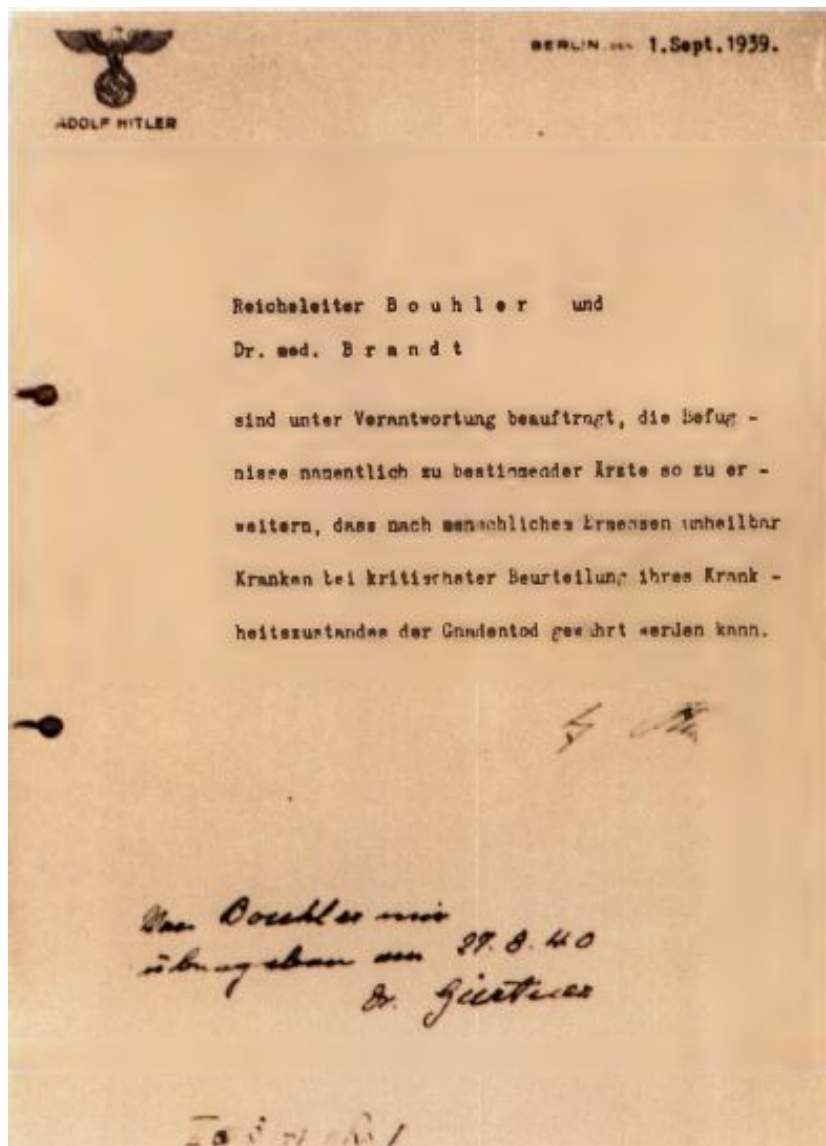 ADOLF HITLER
BERLIN, DEN 1.Sept.1939.
Reichsleiter B o u h l e r und
Dr. med. B r a n d t
sind unter Verantwortung beauftragt, die Befug -
nisse namentlich zu bestimmender Ärzte so zu er -
weitern, dass nach menschlichem Ermessen unheilbar
Kranken bei kritischster Beurteilung ihres Krank -
heitszustandes der Gnadentod gewährt werden kann.
Von Bouhler mir
übergeben am 27.8.40
Dr. Gürtner